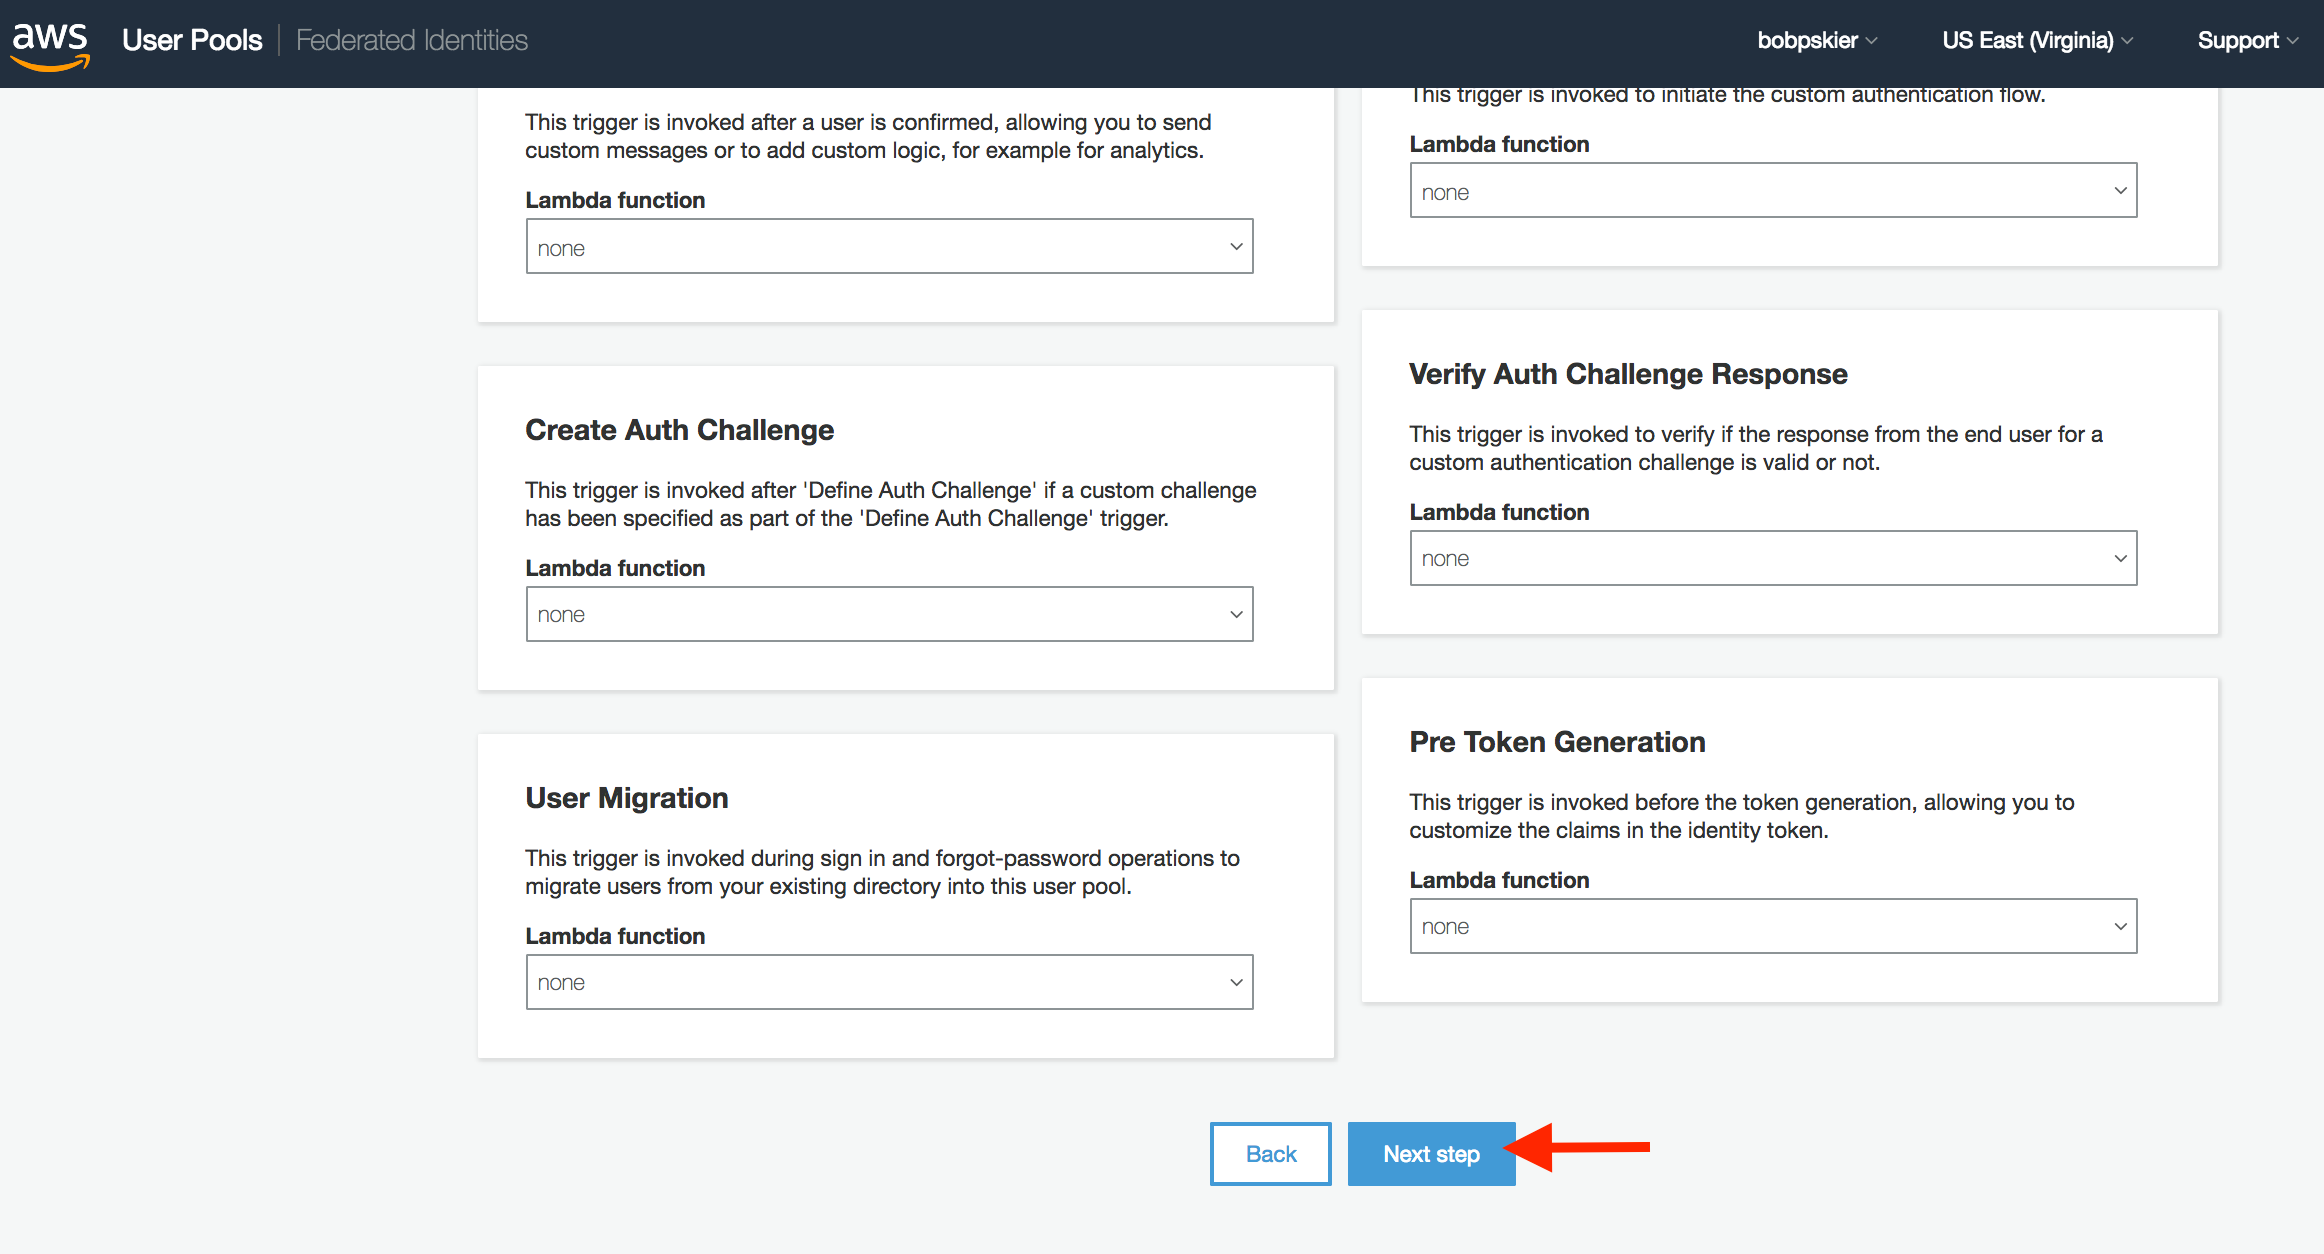 aws
User Pools
Federated Identities
bobpskier
US East (Virginia)
Support
This trigger is invoked after a user is confirmed, allowing you to send
custom messages or to add custom logic, for example for analytics.
Lambda function
none
This trigger is invoked to initiate the custom authentication flow.
Lambda function
none
Create Auth Challenge
This trigger is invoked after 'Define Auth Challenge' if a custom challenge
has been specified as part of the 'Define Auth Challenge' trigger.
Lambda function
none
Verify Auth Challenge Response
This trigger is invoked to verify if the response from the end user for a
custom authentication challenge is valid or not.
Lambda function
none
User Migration
This trigger is invoked during sign in and forgot-password operations to
migrate users from your existing directory into this user pool.
Lambda function
none
Pre Token Generation
This trigger is invoked before the token generation, allowing you to
customize the claims in the identity token.
Lambda function
none
Back
Next step